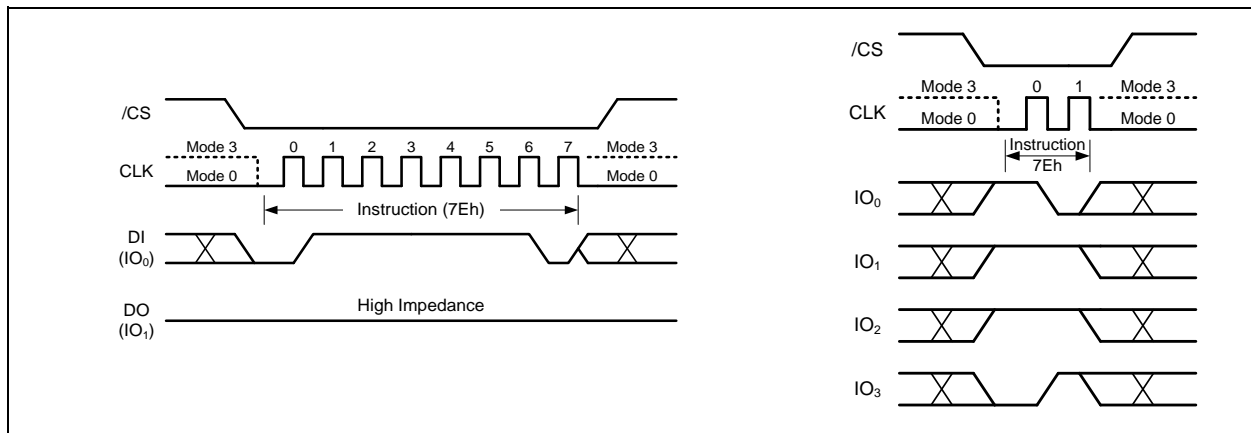 /CS
Mode 3 0 1 2 3 4 5 6 7 Mode 3
CLK
Mode 0 Mode 0
Instruction (7Eh)
DI
(IO₀)
High Impedance
DO
(IO₁)
/CS
Mode 3 0 1 Mode 3
CLK
Mode 0 Mode 0
Instruction
7Eh
IO₀
IO₁
IO₂
IO₃